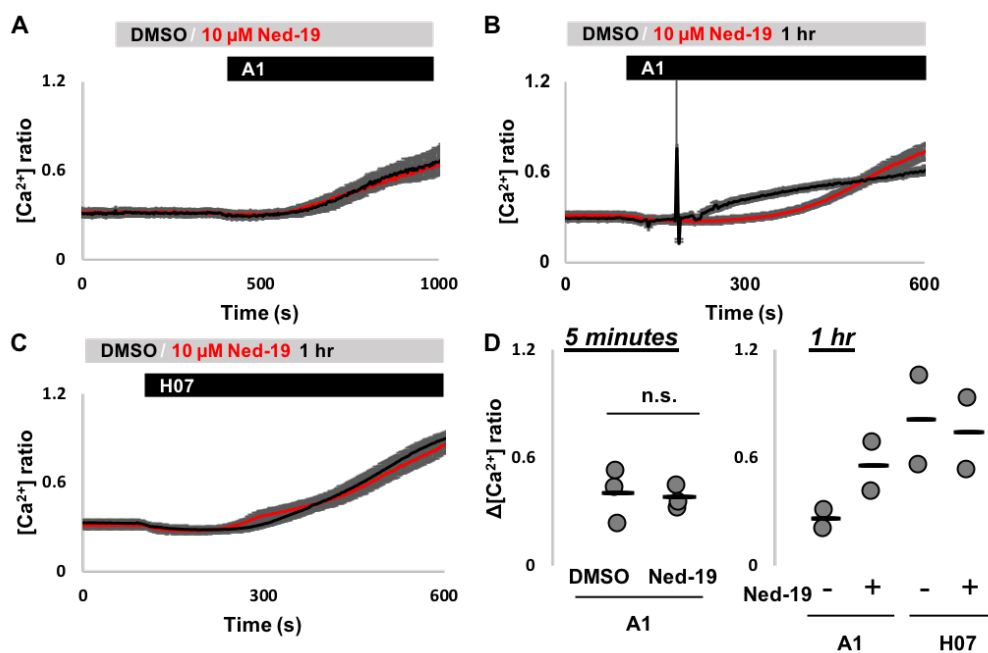 A
DMSO / 10 µM Ned-19
A1
1.2
0.6
0
[Ca²⁺] ratio
0 500 1000
Time (s)
B
DMSO/ 10 µM Ned-19 1 hr
A1
1.2
0.6
0
[Ca²⁺] ratio
0 300 600
Time (s)
C
DMSO/ 10 µM Ned-19 1 hr
H07
1.2
0.6
0
[Ca²⁺] ratio
0 300 600
Time (s)
D
5 minutes
1.2
0.6
0
Δ[Ca²⁺] ratio
n.s.
DMSO Ned-19
A1
1 hr
1.2
0.6
0
Ned-19 - + - +
A1 H07